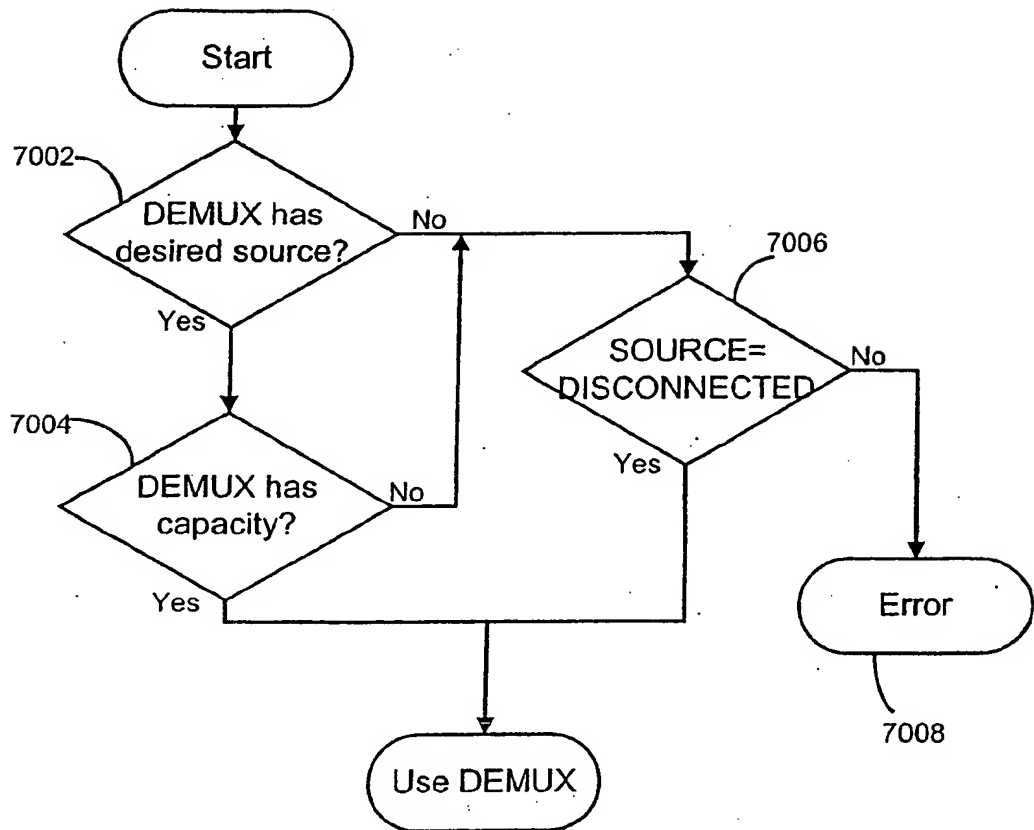 Start
7002
DEMUX has
desired source?
No
Yes
7006
SOURCE=
DISCONNECTED
No
Yes
7004
DEMUX has
capacity?
No
Yes
Error
7008
Use DEMUX